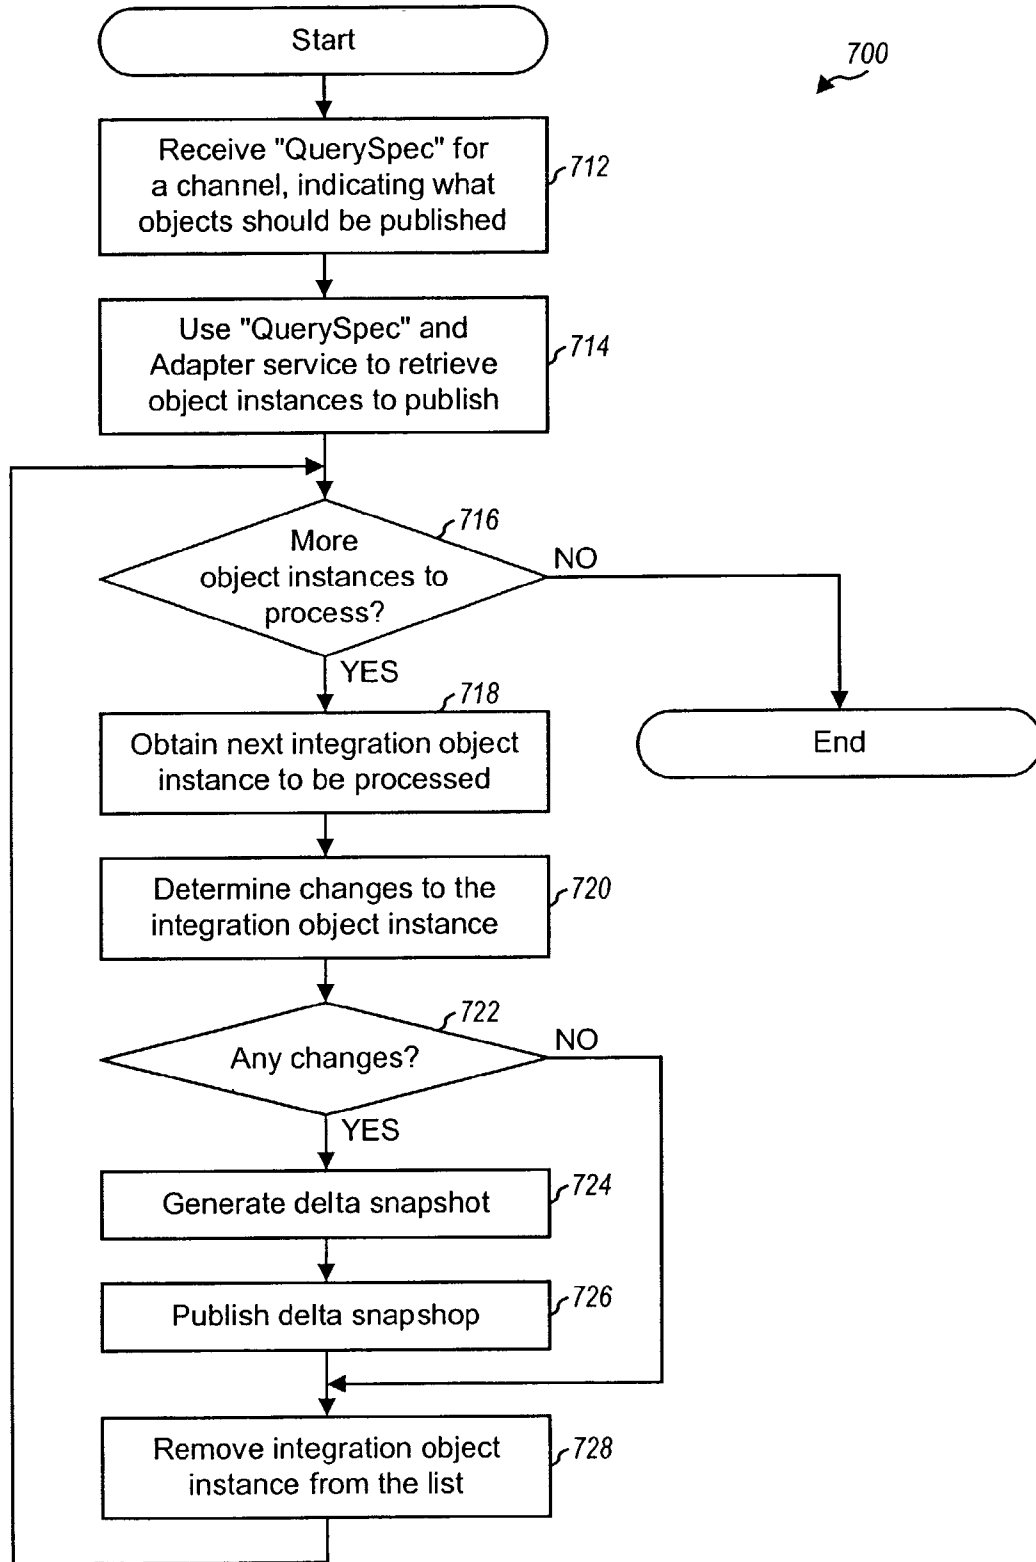 Start
700
Receive "QuerySpec" for
a channel, indicating what
objects should be published
712
Use "QuerySpec" and
Adapter service to retrieve
object instances to publish
714
More
object instances to
process?
716
NO
YES
End
718
Obtain next integration object
instance to be processed
Determine changes to the
integration object instance
720
722
Any changes?
NO
YES
Generate delta snapshot
724
Publish delta snapshop
726
Remove integration object
instance from the list
728